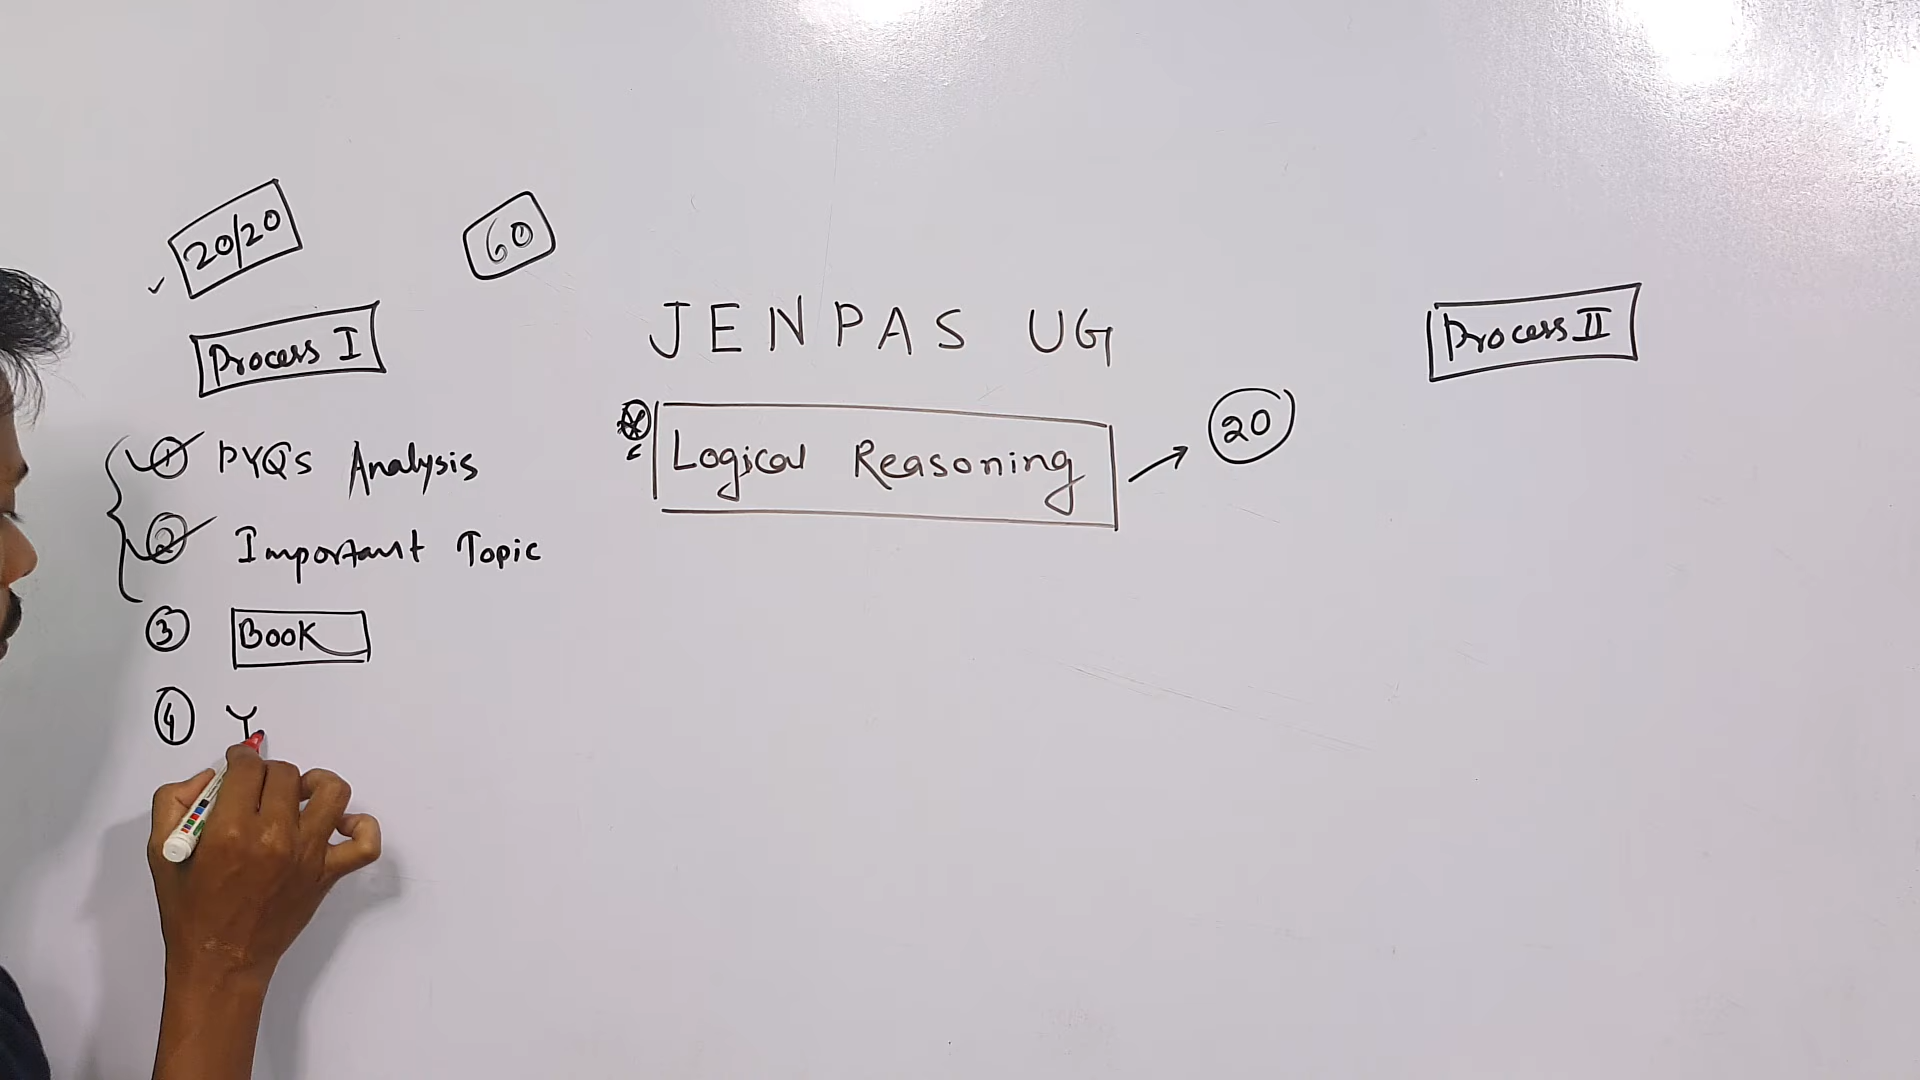 20/20
60
JENPAS UG
Logical Reasoning
20
Process I
1 PYQs Analysis
2 Important Topic
3 Book
4 Y
Process II